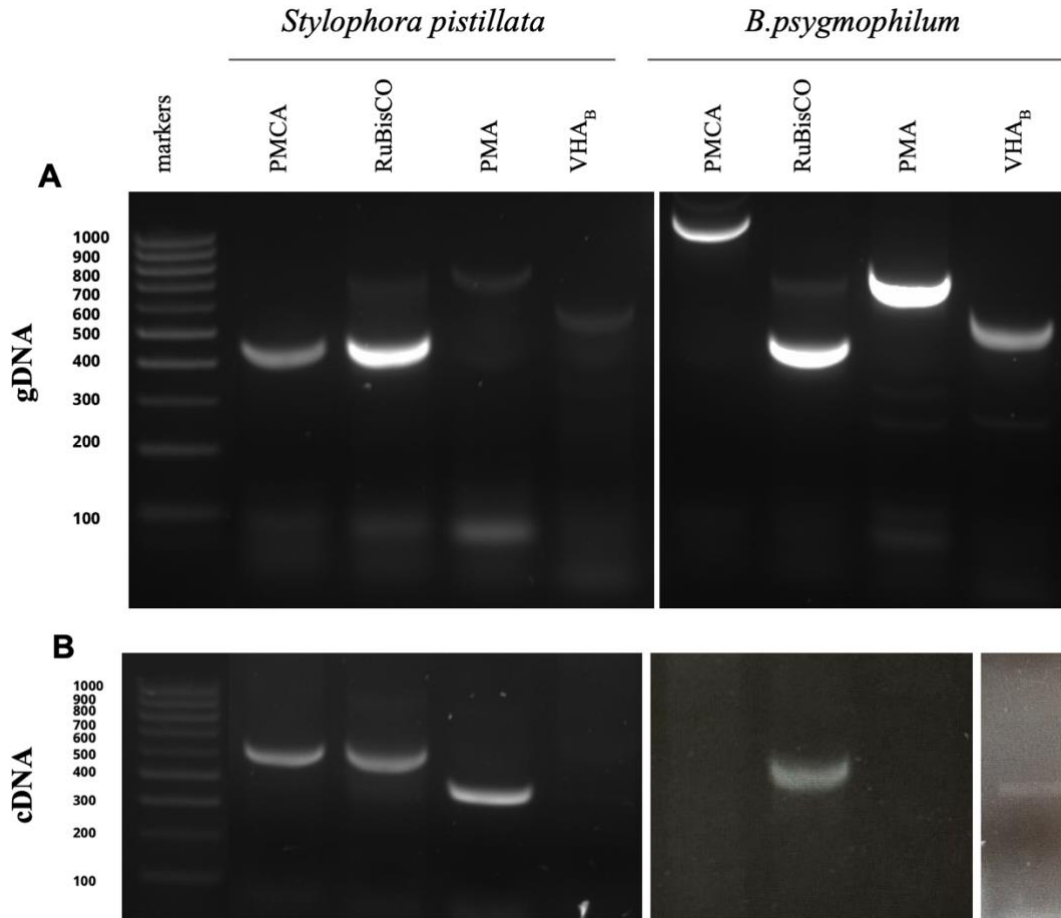 Stylophora pistillata
B.psygmophilum
markers
PMCA
RuBisCO
PMA
VHAB
PMCA
RuBisCO
PMA
VHAB
A
gDNA
1000
900
800
700
600
500
400
300
200
100
B
cDNA
1000
900
800
700
600
500
400
300
200
100